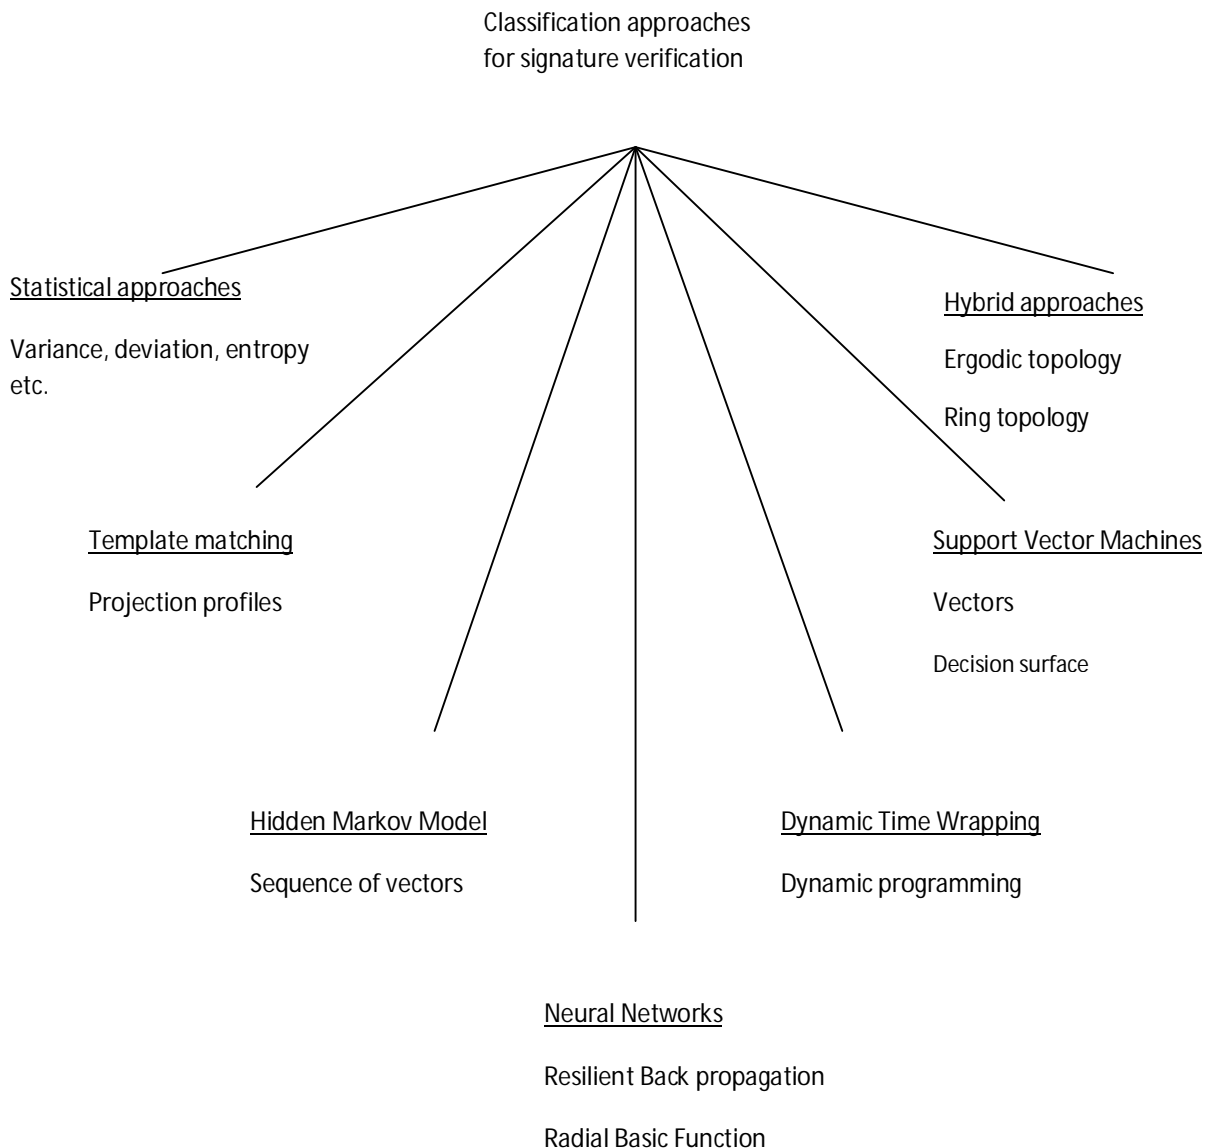 Classification approaches
for signature verification
Statistical approaches
Variance, deviation, entropy
etc.
Hybrid approaches
Ergodic topology
Ring topology
Template matching
Projection profiles
Support Vector Machines
Vectors
Decision surface
Hidden Markov Model
Sequence of vectors
Dynamic Time Wrapping
Dynamic programming
Neural Networks
Resilient Back propagation
Radial Basic Function